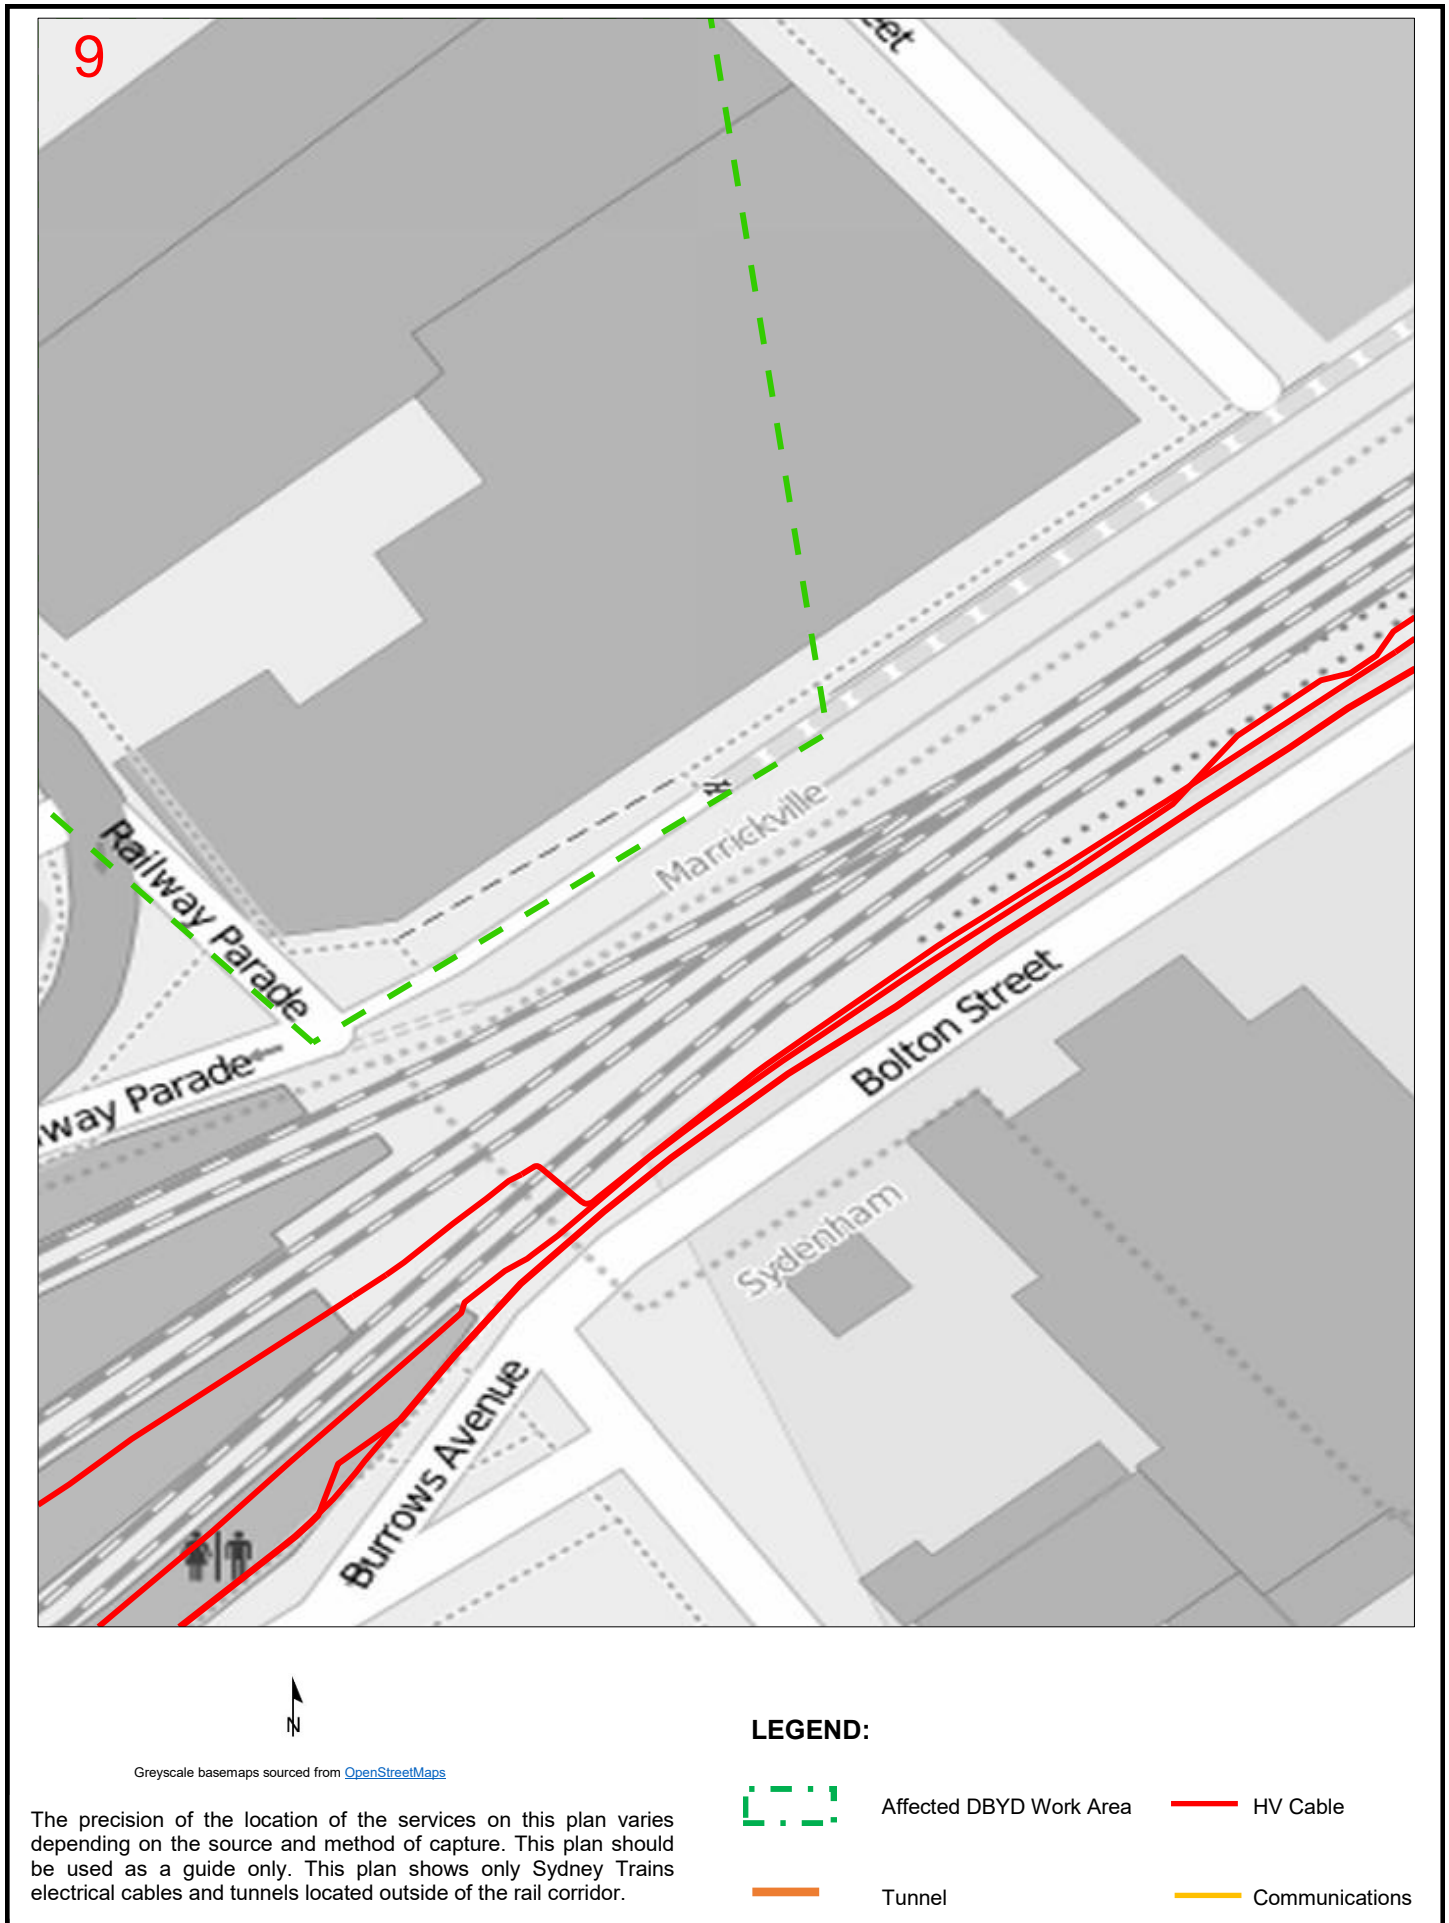 9
eet
Marrickville
Railway Parade
lway Parade
Bolton Street
Sydenham
Burrows Avenue
N
Greyscale basemaps sourced from OpenStreetMaps
The precision of the location of the services on this plan varies
depending on the source and method of capture. This plan should
be used as a guide only. This plan shows only Sydney Trains
electrical cables and tunnels located outside of the rail corridor.
LEGEND:
Affected DBYD Work Area
HV Cable
Tunnel
Communications